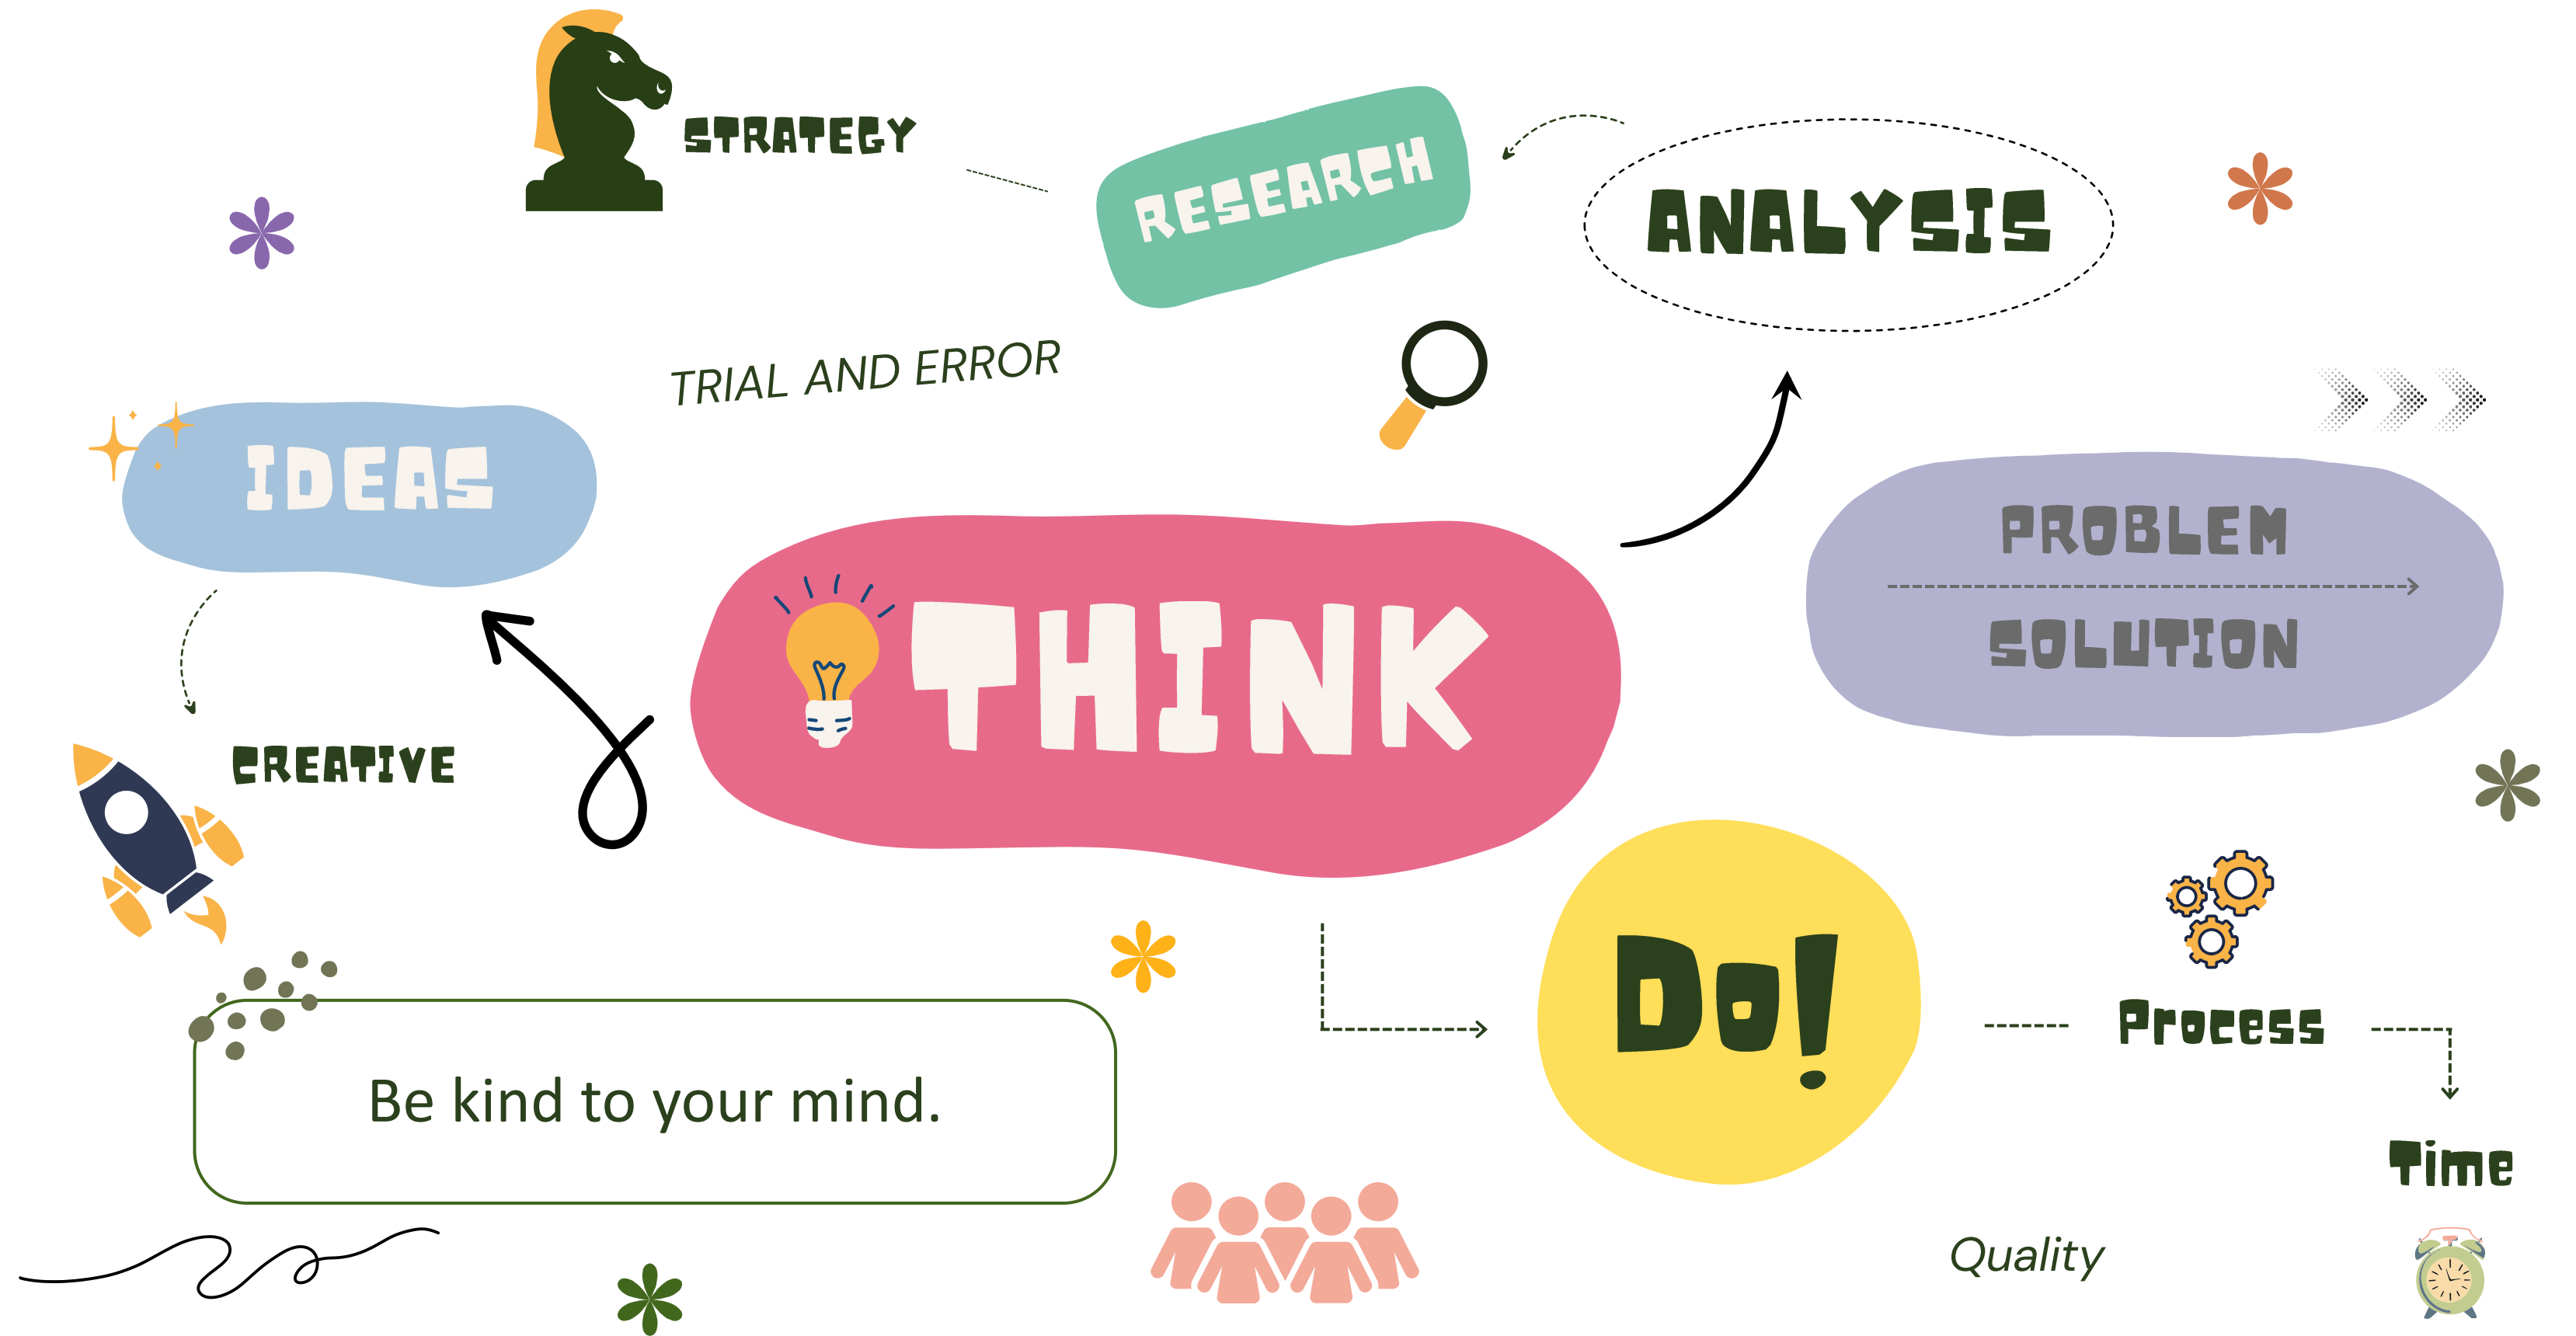 STRATEGY
RESEARCH
ANALYSIS
TRIAL AND ERROR
IDEAS
PROBLEM
SOLUTION
THINK
CREATIVE
Do!
Process
Be kind to your mind.
Time
Quality